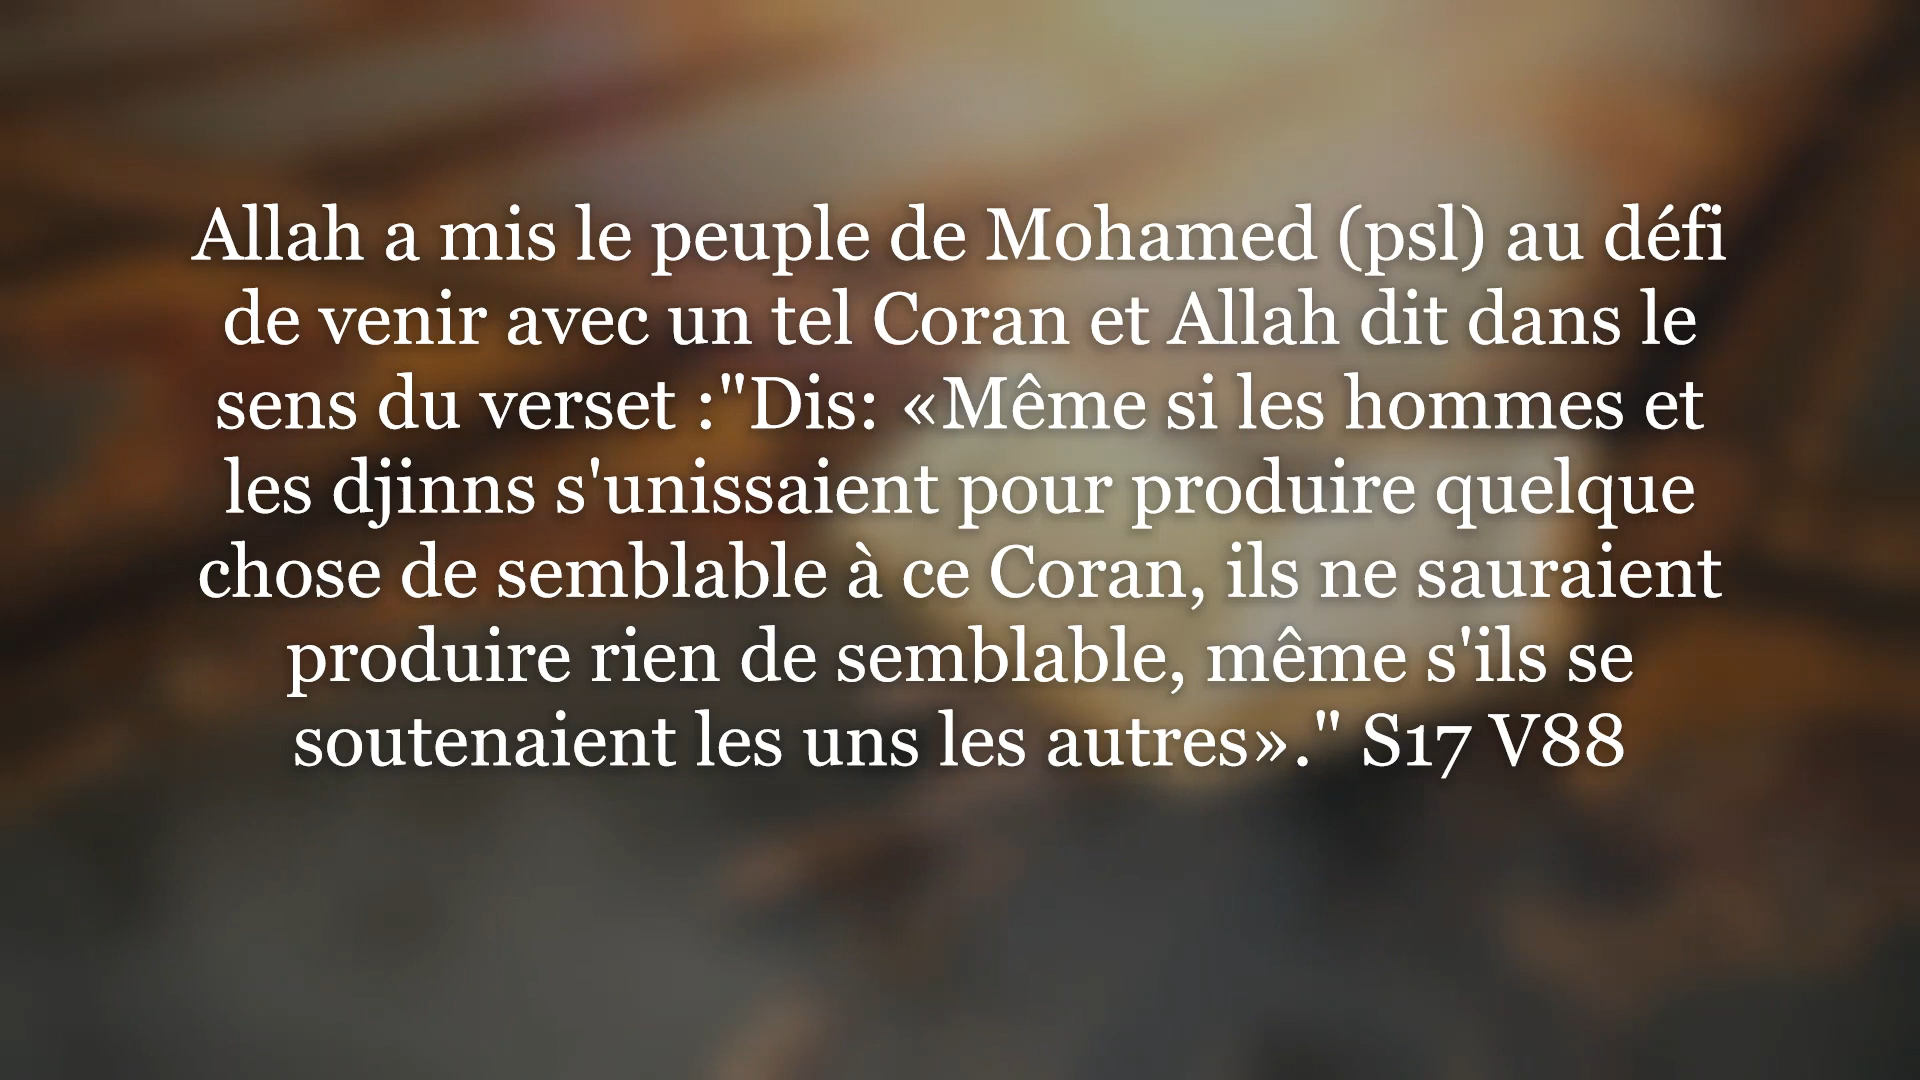 Allah a mis le peuple de Mohamed (psl) au défi
de venir avec un tel Coran et Allah dit dans le
sens du verset :"Dis: «Même si les hommes et
les djinns s'unissaient pour produire quelque
chose de semblable à ce Coran, ils ne sauraient
produire rien de semblable, même s'ils se
soutenaient les uns les autres»." S17 V88